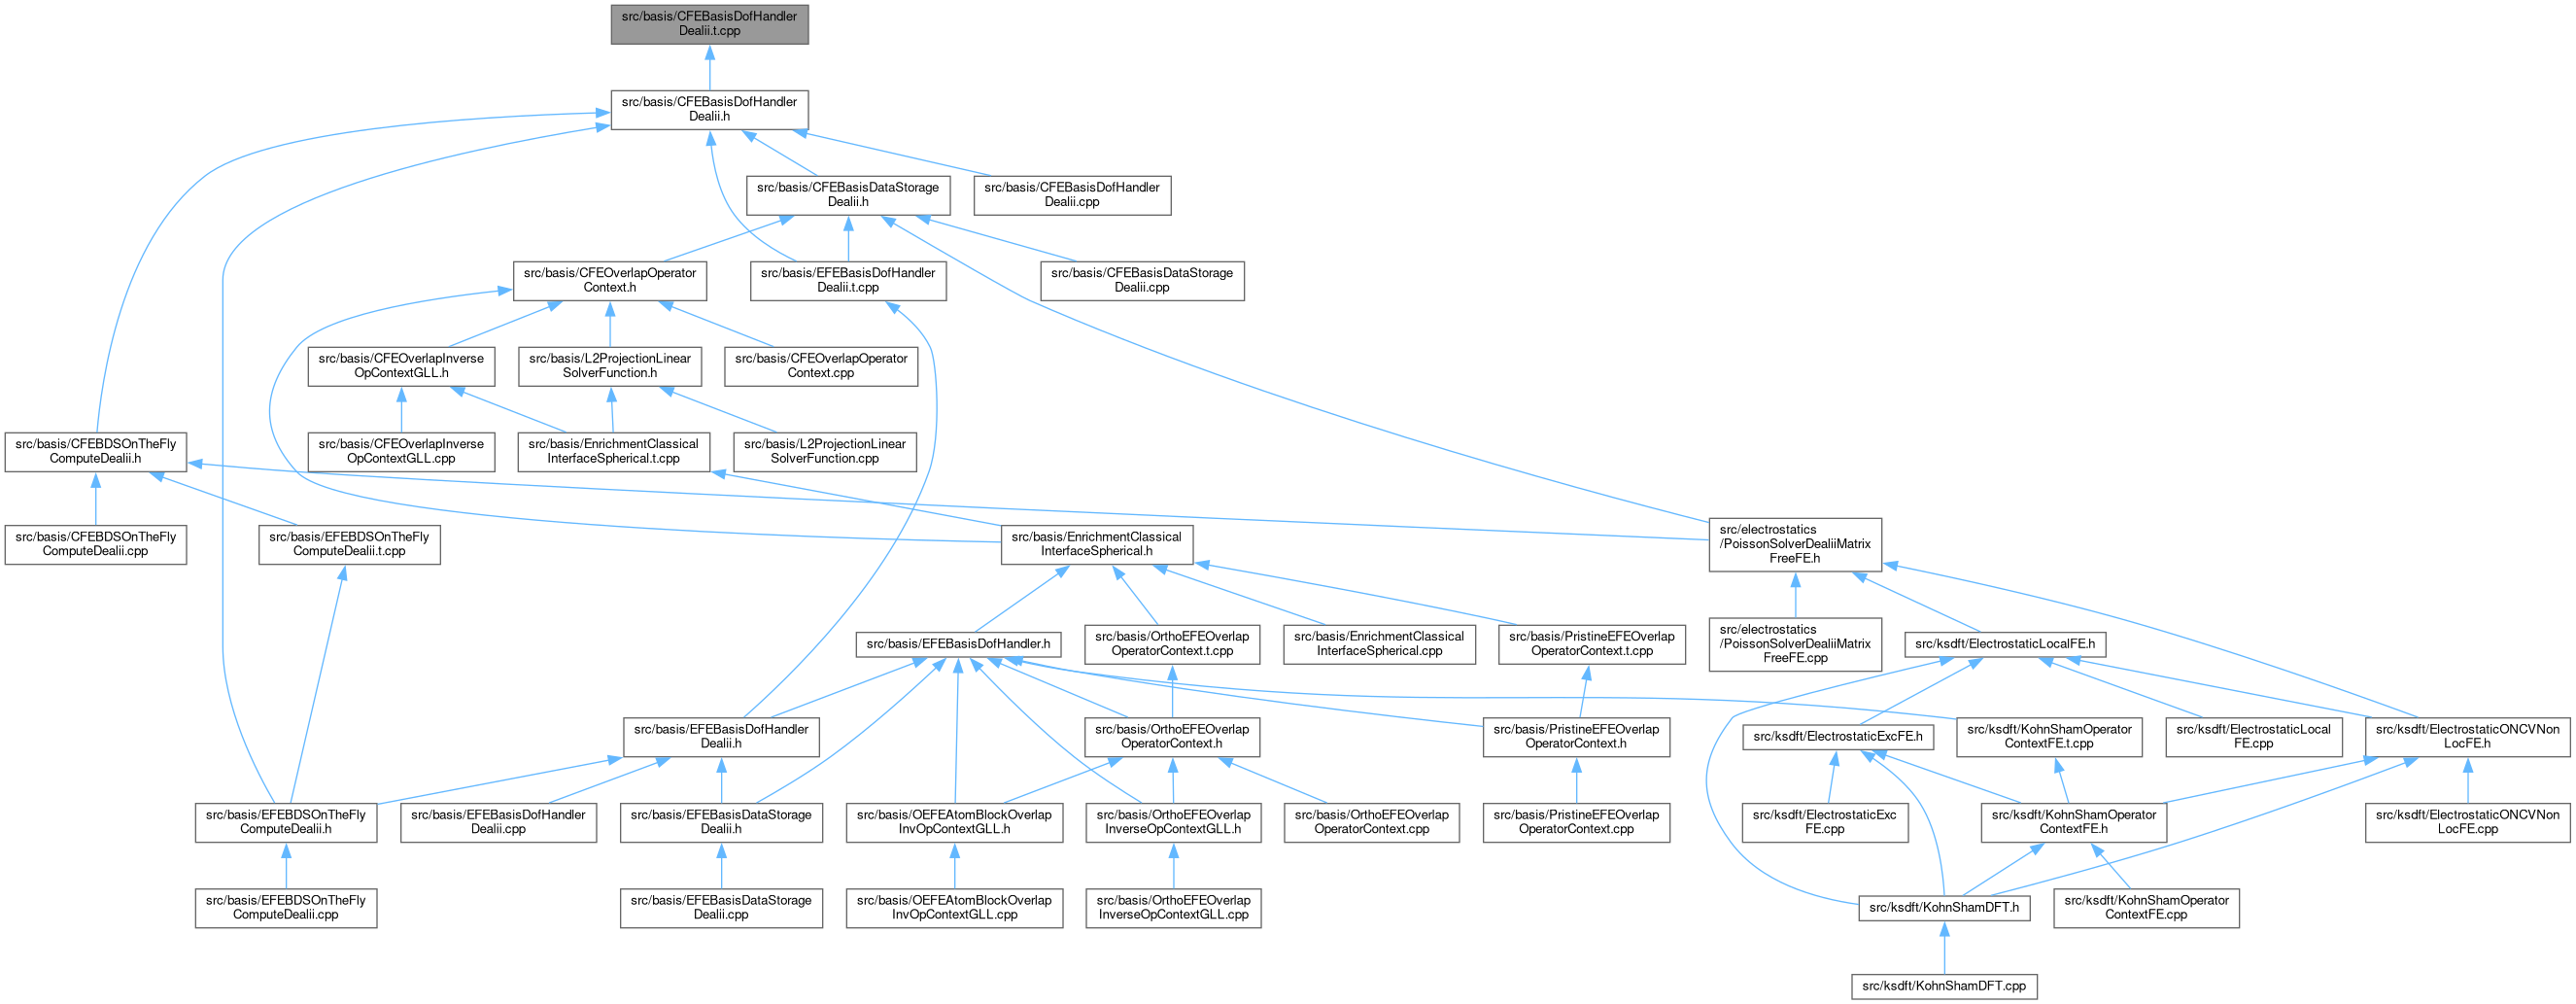 src/basis/CFEBasisDofHandler
Dealii.t.cpp
src/basis/CFEBasisDofHandler
Dealii.h
src/basis/CFEBasisDataStorage
Dealii.h
src/basis/CFEBasisDofHandler
Dealii.cpp
src/basis/CFEOverlapOperator
Context.h
src/basis/EFEBasisDofHandler
Dealii.t.cpp
src/basis/CFEBasisDataStorage
Dealii.cpp
src/basis/CFEOverlapInverse
OpContextGLL.h
src/basis/L2ProjectionLinear
SolverFunction.h
src/basis/CFEOverlapOperator
Context.cpp
src/basis/CFEBDSOnTheFly
ComputeDealii.h
src/basis/CFEOverlapInverse
OpContextGLL.cpp
src/basis/EnrichmentClassical
InterfaceSpherical.t.cpp
src/basis/L2ProjectionLinear
SolverFunction.cpp
src/basis/CFEBDSOnTheFly
ComputeDealii.cpp
src/basis/EFEBDSOnTheFly
ComputeDealii.t.cpp
src/basis/EnrichmentClassical
InterfaceSpherical.h
src/electrostatics
/PoissonSolverDealiiMatrix
FreeFE.h
src/basis/EFEBasisDofHandler.h
src/basis/OrthoEFEOverlap
OperatorContext.t.cpp
src/basis/EnrichmentClassical
InterfaceSpherical.cpp
src/basis/PristineEFEOverlap
OperatorContext.t.cpp
src/electrostatics
/PoissonSolverDealiiMatrix
FreeFE.cpp
src/ksdft/ElectrostaticLocalFE.h
src/basis/EFEBasisDofHandler
Dealii.h
src/basis/OrthoEFEOverlap
OperatorContext.h
src/basis/PristineEFEOverlap
OperatorContext.h
src/ksdft/ElectrostaticExcFE.h
src/ksdft/KohnShamOperator
ContextFE.t.cpp
src/ksdft/ElectrostaticLocal
FE.cpp
src/ksdft/ElectrostaticONCVNon
LocFE.h
src/basis/EFEBDSOnTheFly
ComputeDealii.h
src/basis/EFEBasisDofHandler
Dealii.cpp
src/basis/EFEBasisDataStorage
Dealii.h
src/basis/OEFEAtomBlockOverlap
InvOpContextGLL.h
src/basis/OrthoEFEOverlap
InverseOpContextGLL.h
src/basis/OrthoEFEOverlap
OperatorContext.cpp
src/basis/PristineEFEOverlap
OperatorContext.cpp
src/ksdft/ElectrostaticExc
FE.cpp
src/ksdft/KohnShamOperator
ContextFE.h
src/ksdft/ElectrostaticONCVNon
LocFE.cpp
src/basis/EFEBDSOnTheFly
ComputeDealii.cpp
src/basis/EFEBasisDataStorage
Dealii.cpp
src/basis/OEFEAtomBlockOverlap
InvOpContextGLL.cpp
src/basis/OrthoEFEOverlap
InverseOpContextGLL.cpp
src/ksdft/KohnShamDFT.h
src/ksdft/KohnShamOperator
ContextFE.cpp
src/ksdft/KohnShamDFT.cpp